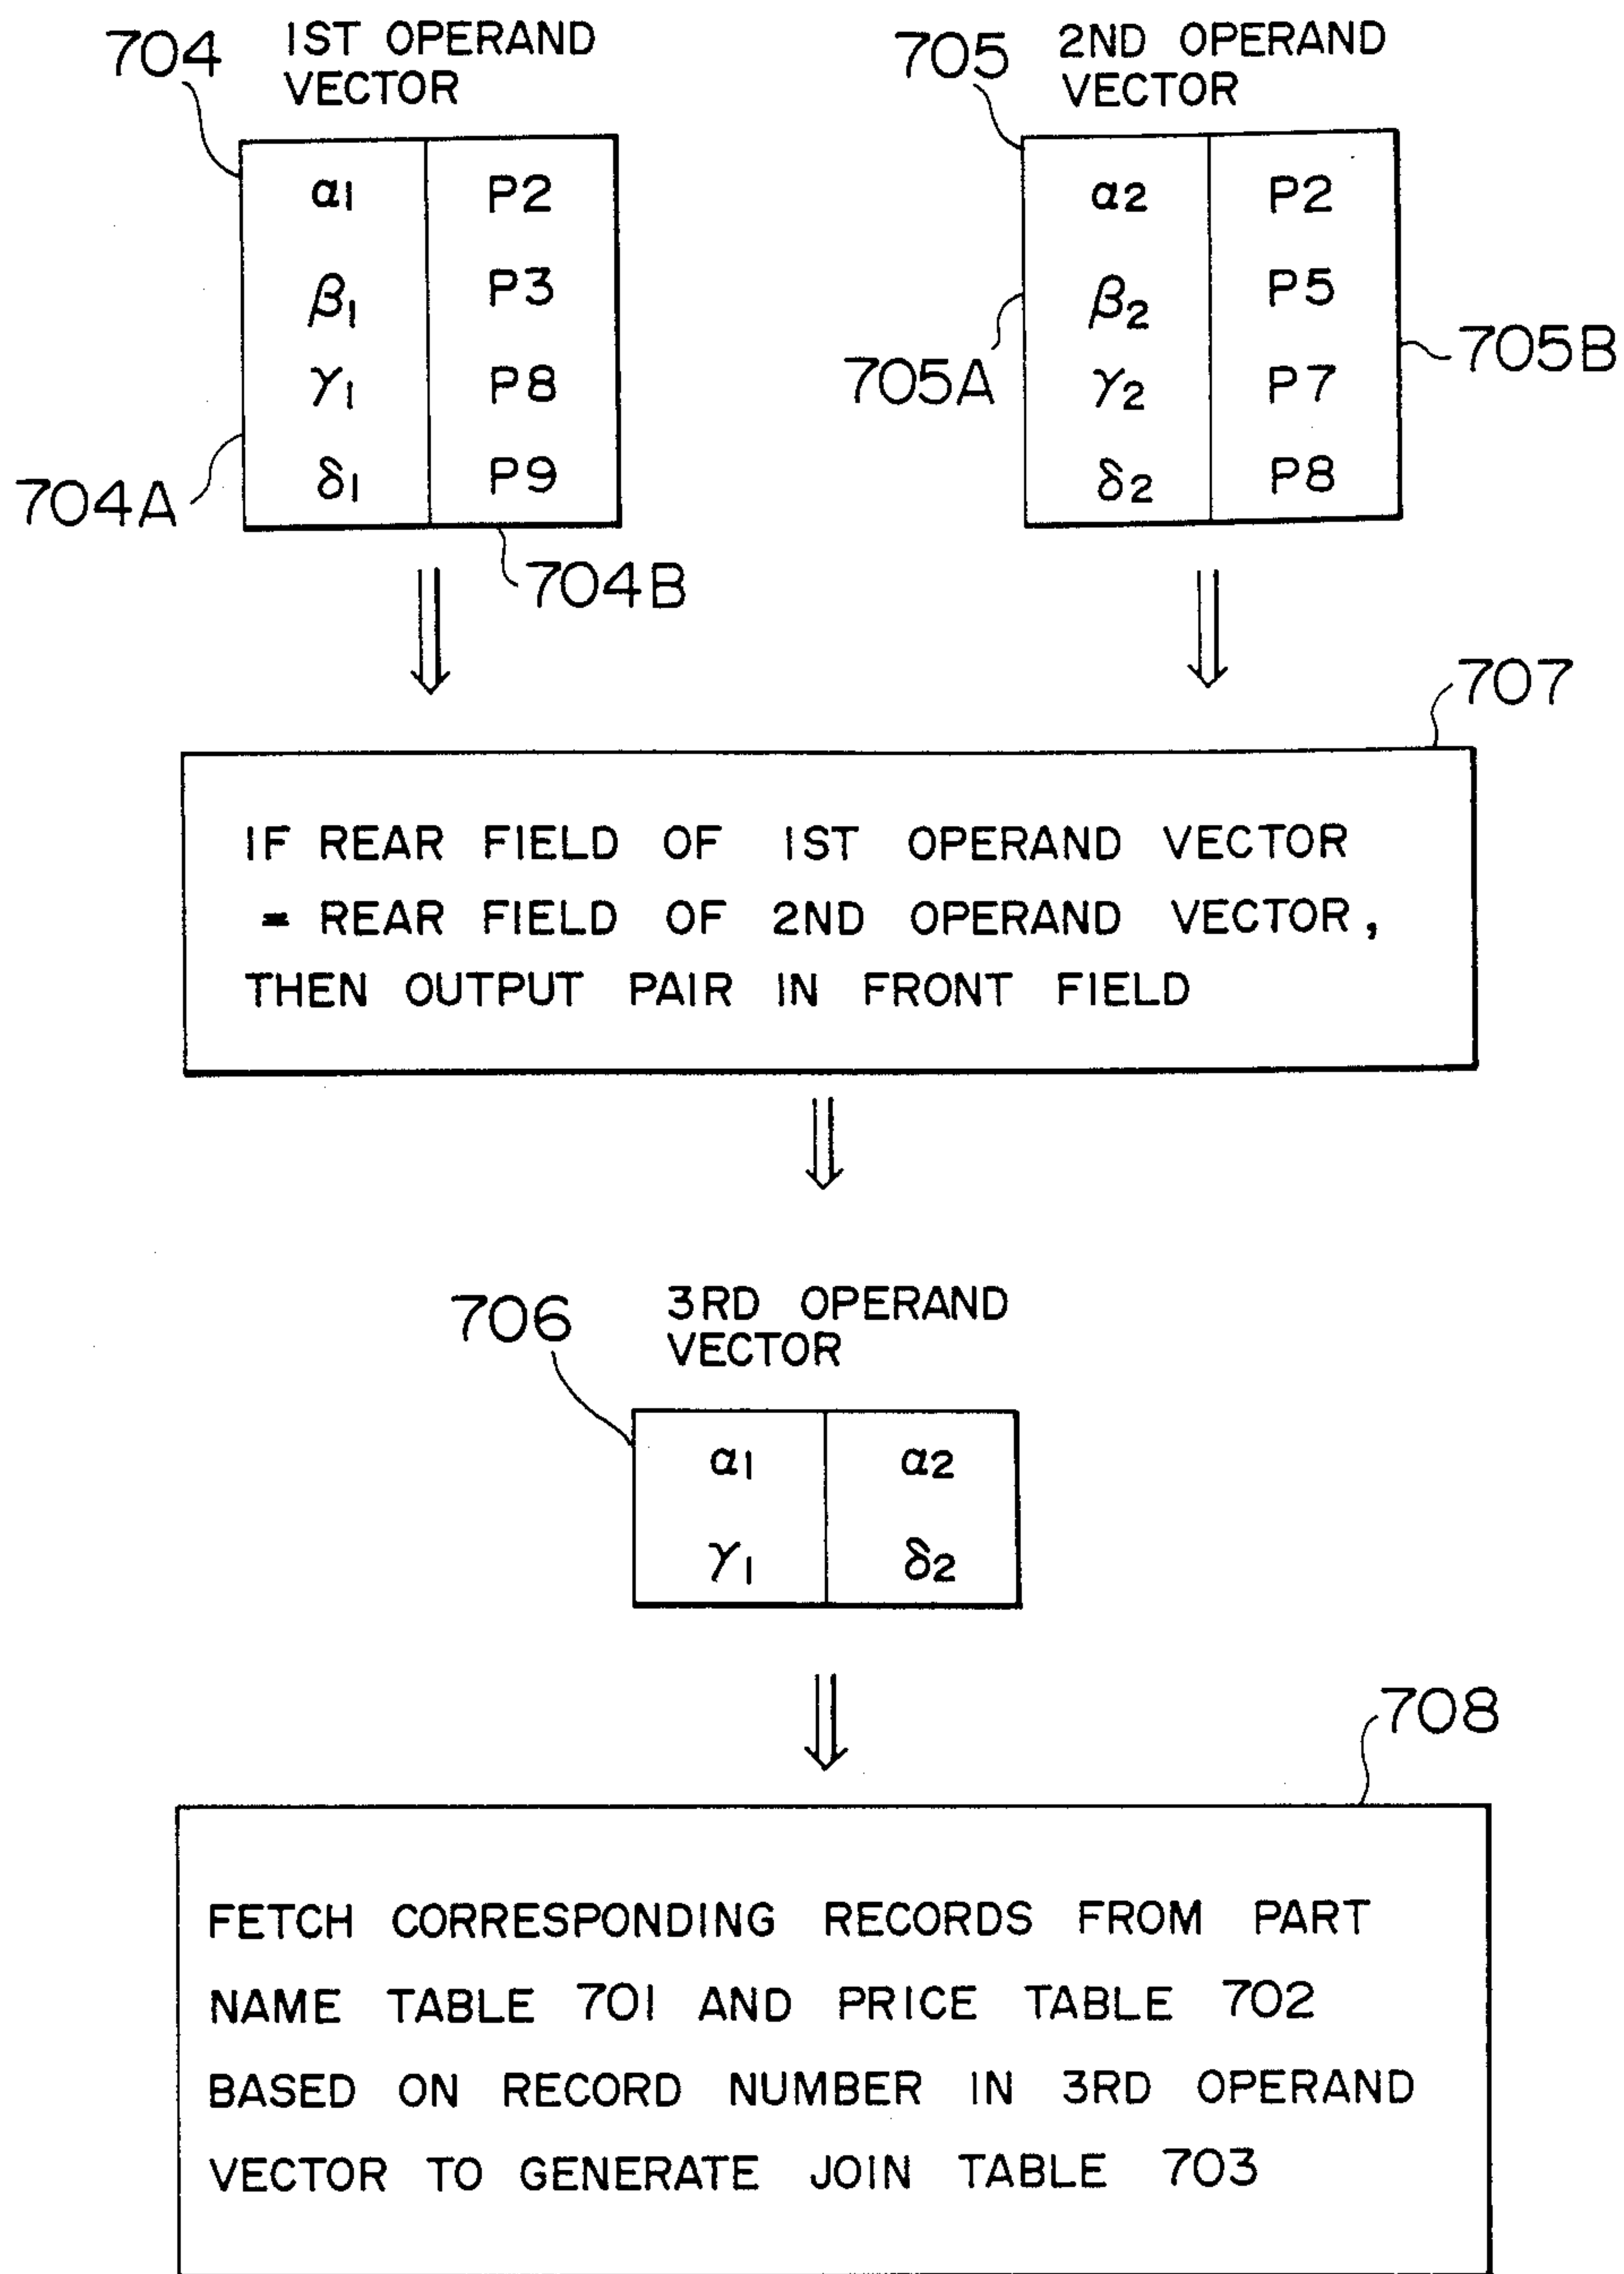 704 1ST OPERAND
VECTOR
705 2ND OPERAND
VECTOR
α1 P2
β1 P3
γ1 P8
δ1 P9
704A
704B
α2 P2
β2 P5
γ2 P7
δ2 P8
705A
705B
707
IF REAR FIELD OF 1ST OPERAND VECTOR
= REAR FIELD OF 2ND OPERAND VECTOR,
THEN OUTPUT PAIR IN FRONT FIELD
706 3RD OPERAND
VECTOR
α1 α2
γ1 δ2
708
FETCH CORRESPONDING RECORDS FROM PART
NAME TABLE 701 AND PRICE TABLE 702
BASED ON RECORD NUMBER IN 3RD OPERAND
VECTOR TO GENERATE JOIN TABLE 703